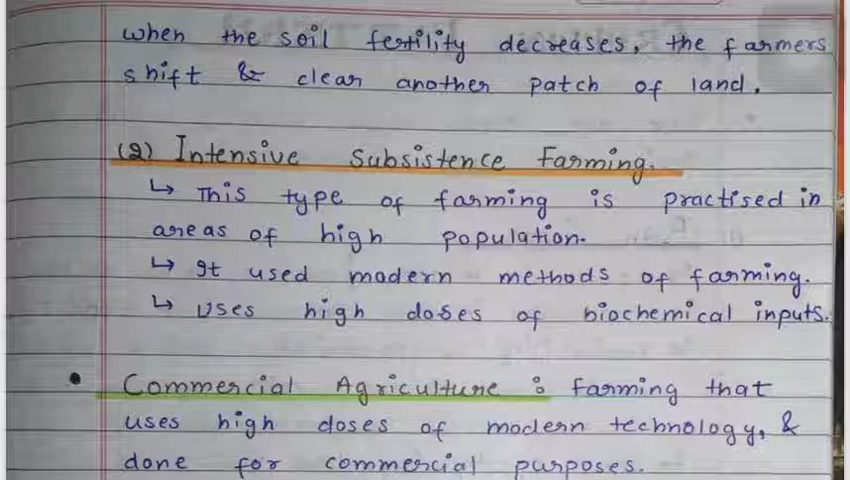 when the soil fertility decreases, the farmers
shift & clear another patch of land.
(2) Intensive Subsistence Farming.
↳ This type of farming is practised in
areas of high population.
↳ It used modern methods of farming.
↳ Uses high doses of biochemical inputs.
• Commercial Agriculture : farming that
uses high doses of modern technology, &
done for commercial purposes.